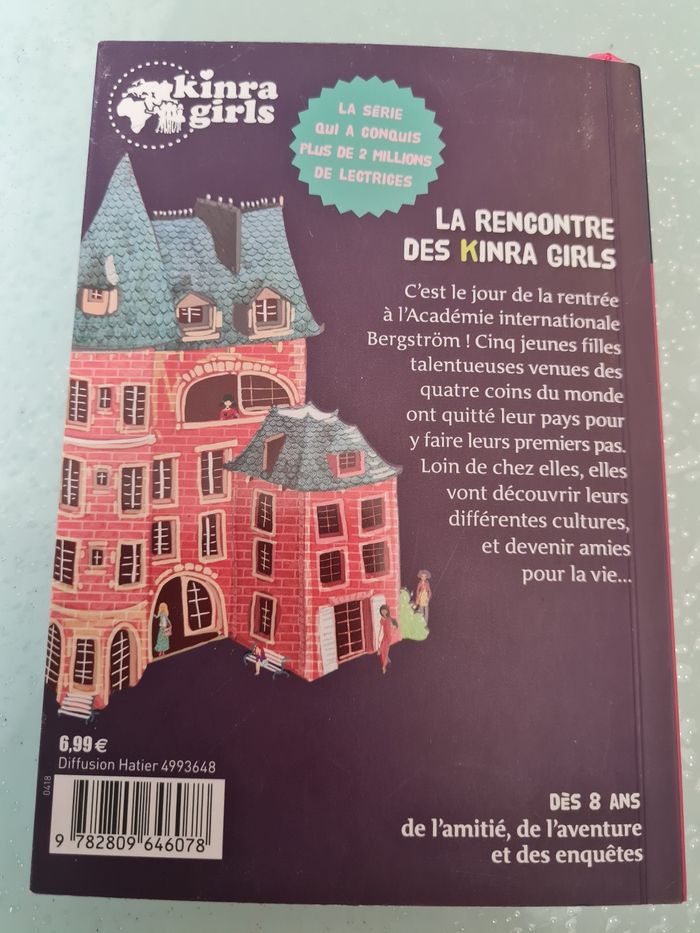 kinra
girls
LA SÉRIE
QUI A CONQUIS
PLUS DE 2 MILLIONS
DE LECTRICES
LA RENCONTRE
DES KINRA GIRLS
C'est le jour de la rentrée
à l'Académie internationale
Bergström ! Cinq jeunes filles
talentueuses venues des
quatre coins du monde
ont quitté leur pays pour
y faire leurs premiers pas.
Loin de chez elles, elles
vont découvrir leurs
différentes cultures,
et devenir amies
pour la vie...
6,99 €
Diffusion Hatier 4993648
0418
9 782809 646078
DÈS 8 ANS
de l'amitié, de l'aventure
et des enquêtes